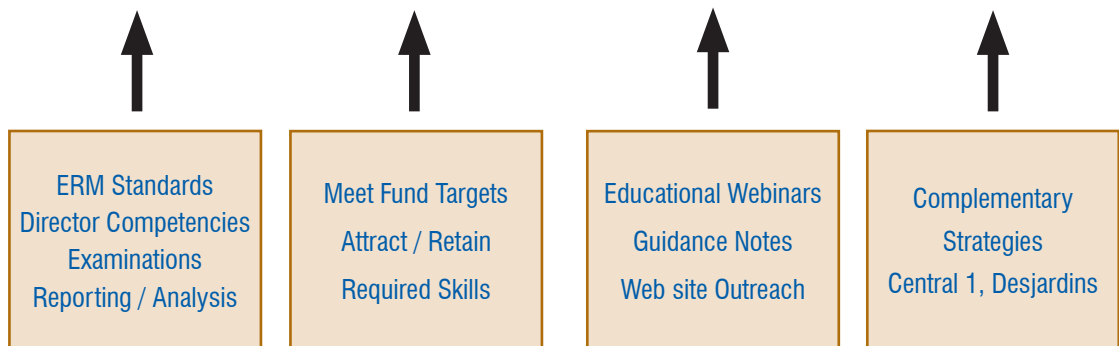 ERM Standards
Director Competencies
Examinations
Reporting / Analysis
Meet Fund Targets
Attract / Retain
Required Skills
Educational Webinars
Guidance Notes
Web site Outreach
Complementary
Strategies
Central 1, Desjardins